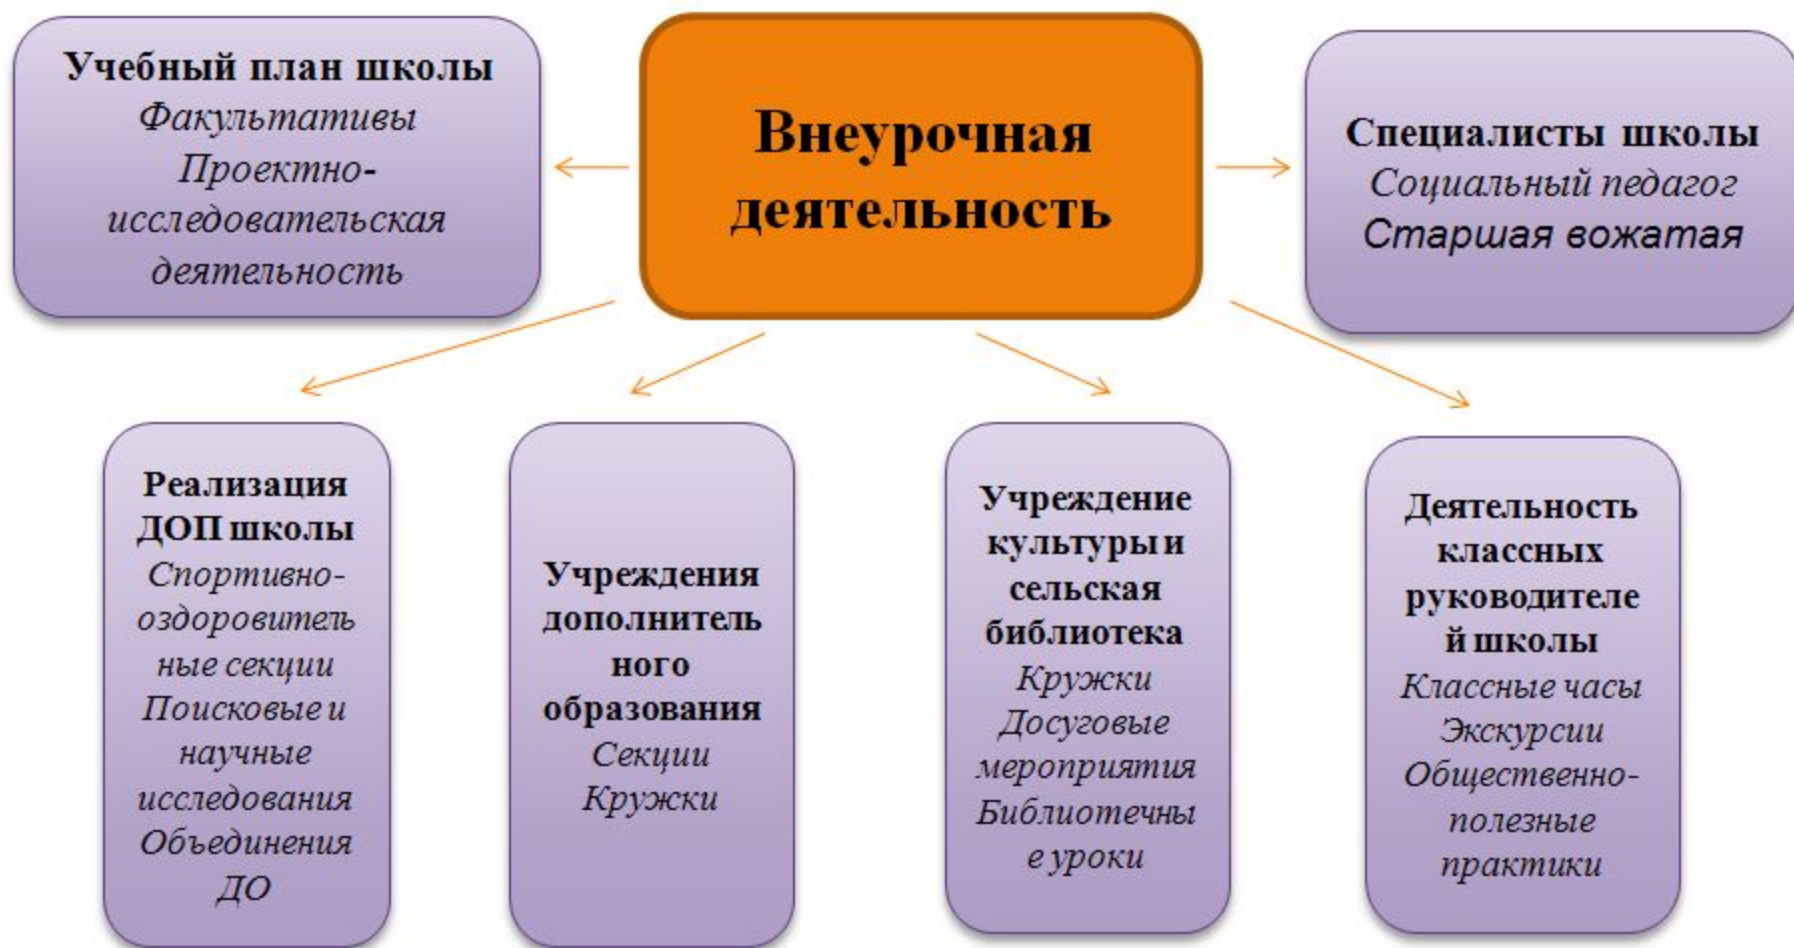 Учебный план школы
Факультативы
Проектно-
исследовательская
деятельность
Внеурочная
деятельность
Специалисты школы
Социальный педагог
Старшая вожатая
Реализация
ДОП школы
Спортивно-
оздоровитель
ные секции
Поисковые и
научные
исследования
Объединения
ДО
Учреждения
дополнитель
ного
образования
Секции
Кружки
Учреждение
культуры и
сельская
библиотека
Кружки
Досуговые
мероприятия
Библиотечны
е уроки
Деятельность
классных
руководителе
й школы
Классные часы
Экскурсии
Общественно-
полезные
практики